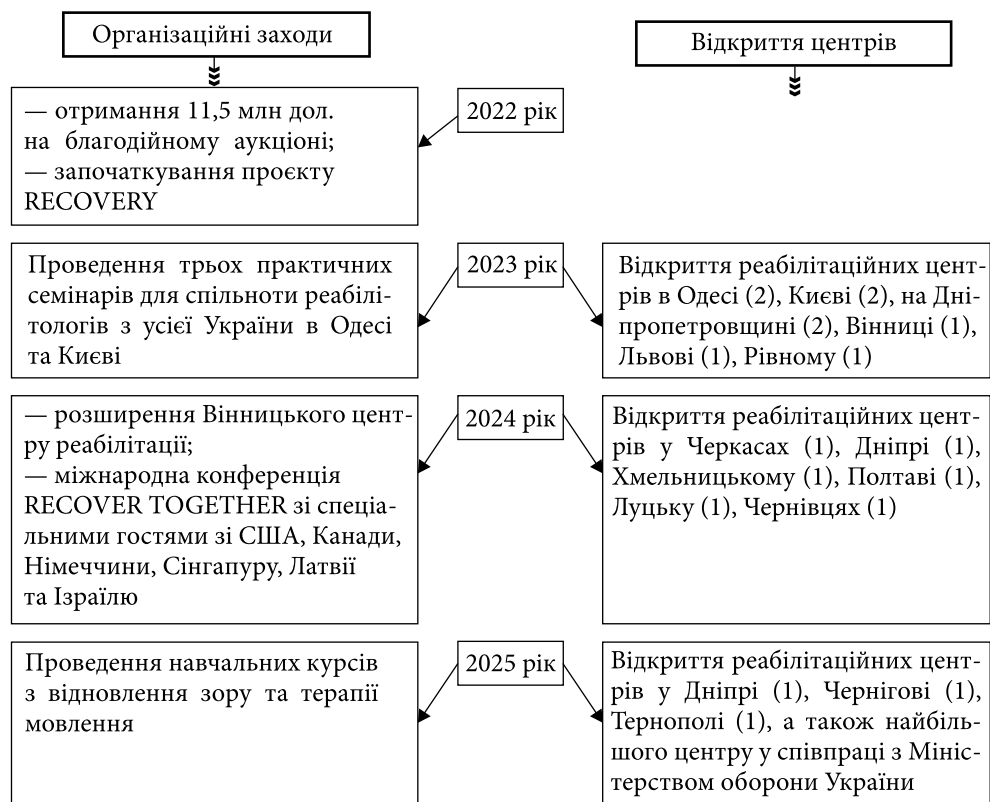 Організаційні заходи
Відкриття центрів
— отримання 11,5 млн дол.
на благодійному аукціоні;
— започаткування проєкту
RECOVERY
2022 рік
Проведення трьох практичних
семінарів для спільноти реабілі-
тологів з усієї України в Одесі
та Києві
2023 рік
Відкриття реабілітаційних цент-
рів в Одесі (2), Києві (2), на Дні-
пропетровщині (2), Вінниці (1),
Львові (1), Рівному (1)
— розширення Вінницького цент-
ру реабілітації;
— міжнародна конференція
RECOVER TOGETHER зі спеціа-
льними гостями зі США, Канади,
Німеччини, Сінгапуру, Латвії
та Ізраїлю
2024 рік
Відкриття реабілітаційних цент-
рів у Черкасах (1), Дніпрі (1),
Хмельницькому (1), Полтаві (1),
Луцьку (1), Чернівцях (1)
Проведення навчальних курсів
з відновлення зору та терапії
мовлення
2025 рік
Відкриття реабілітаційних цент-
рів у Дніпрі (1), Чернігові (1),
Тернополі (1), а також найбіль-
шого центру у співпраці з Мініс-
терством оборони України